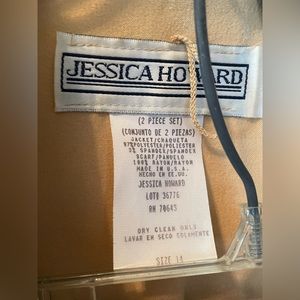 JESSICA HOWARD
(2 PIECE SET)
(CONJUNTO DE 2 PIEZAS)
JACKET/CHAQUETA
97%POLYESTER/POLYESTER
3% SPANDEX/SPANDEX
SCARF/PANUELO
100% RAYON/RAYON
MADE IN U.S.A.
HECHO EN EE.UU.
JESSICA HOWARD
LOT# 36776
RN 70643
DRY CLEAN ONLY
LAVAR EN SECO SOLAMENTE
SIZE 14